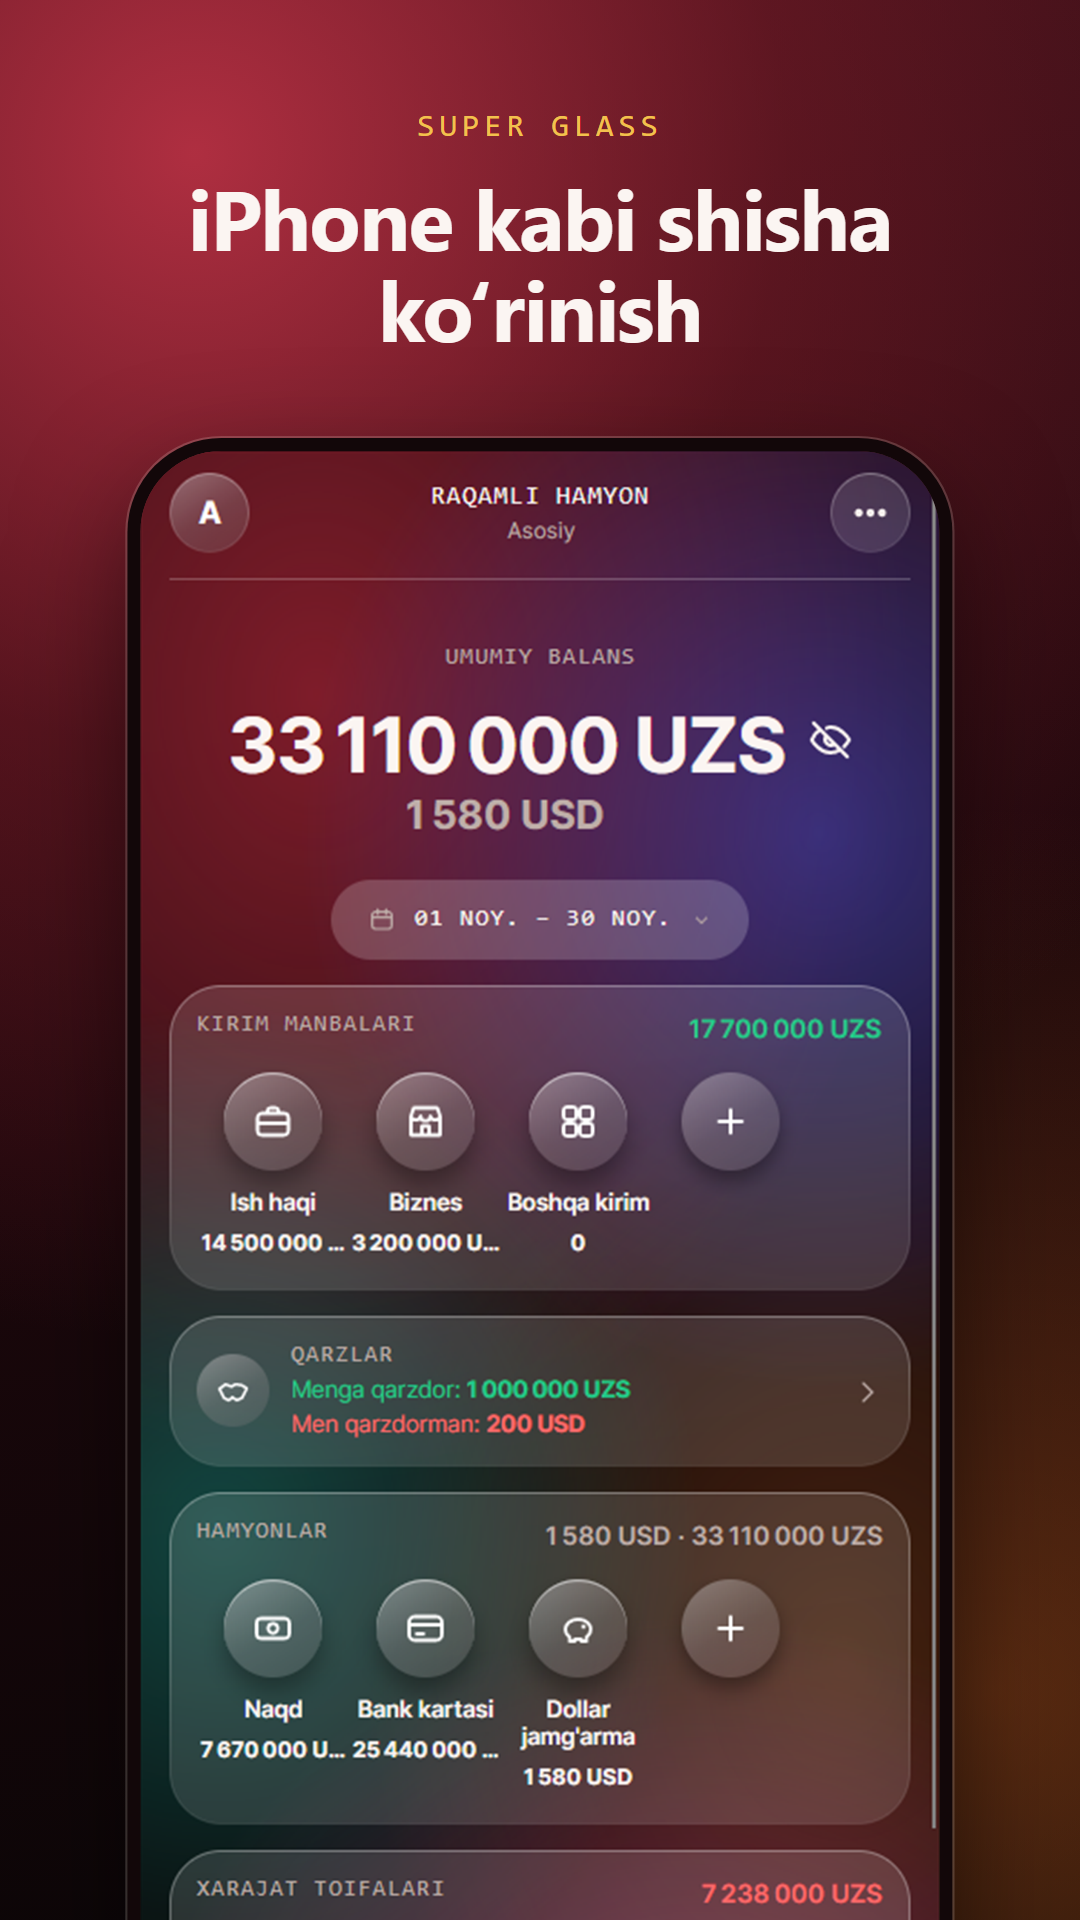 SUPER GLASS
iPhone kabi shisha
ko‘rinish
A
RAQAMLI HAMYON
Asosiy
UMUMIY BALANS
33 110 000 UZS
1 580 USD
01 NOY. – 30 NOY.
KIRIM MANBALARI
17 700 000 UZS
Ish haqi
Biznes
Boshqa kirim
14 500 000 ...
3 200 000 U...
0
QARZLAR
Menga qarzdor: 1 000 000 UZS
Men qarzdorman: 200 USD
HAMYONLAR
1 580 USD · 33 110 000 UZS
Naqd
Bank kartasi
Dollar
jamg'arma
7 670 000 U...
25 440 000 ...
1 580 USD
XARAJAT TOIFALARI
7 238 000 UZS